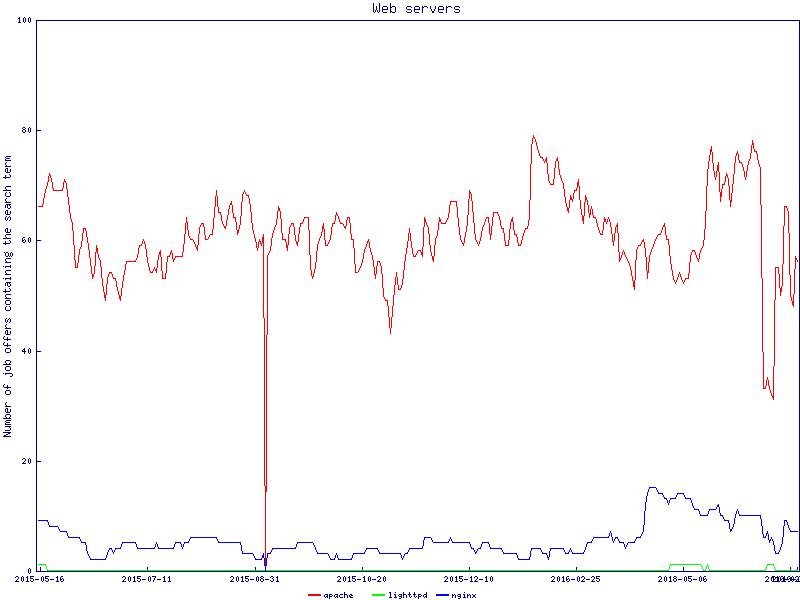 Web servers
Number of job offers containing the search term
100
80
60
40
20
0
2015-05-16 2015-07-11 2015-08-31 2015-10-20 2015-12-10 2016-02-25 2018-05-06
apache lighttpd nginx